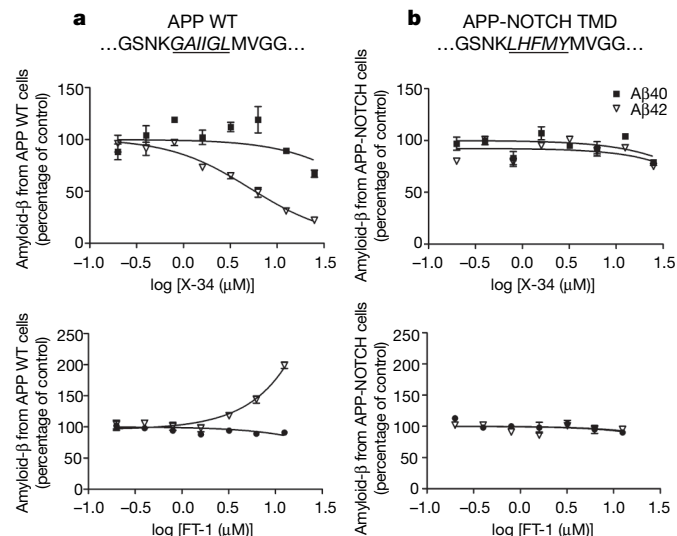 a
APP WT
...GSNKGAIIGLMVGG...
Amyloid-β from APP WT cells
(percentage of control)
150
100
50
0
–1.0 –0.5 0.0 0.5 1.0 1.5
log [X-34 (μM)]
b
APP-NOTCH TMD
...GSNKLHFMYMVGG...
Aβ40
Aβ42
Amyloid-β from APP-NOTCH cells
(percentage of control)
150
100
50
0
–1.0 –0.5 0.0 0.5 1.0 1.5
log [X-34 (μM)]
Amyloid-β from APP WT cells
(percentage of control)
250
200
150
100
50
0
–1.0 –0.5 0.0 0.5 1.0 1.5
log [FT-1 (μM)]
Amyloid-β from APP-NOTCH cells
(percentage of control)
250
200
150
100
50
0
–1.0 –0.5 0.0 0.5 1.0 1.5
log [FT-1 (μM)]